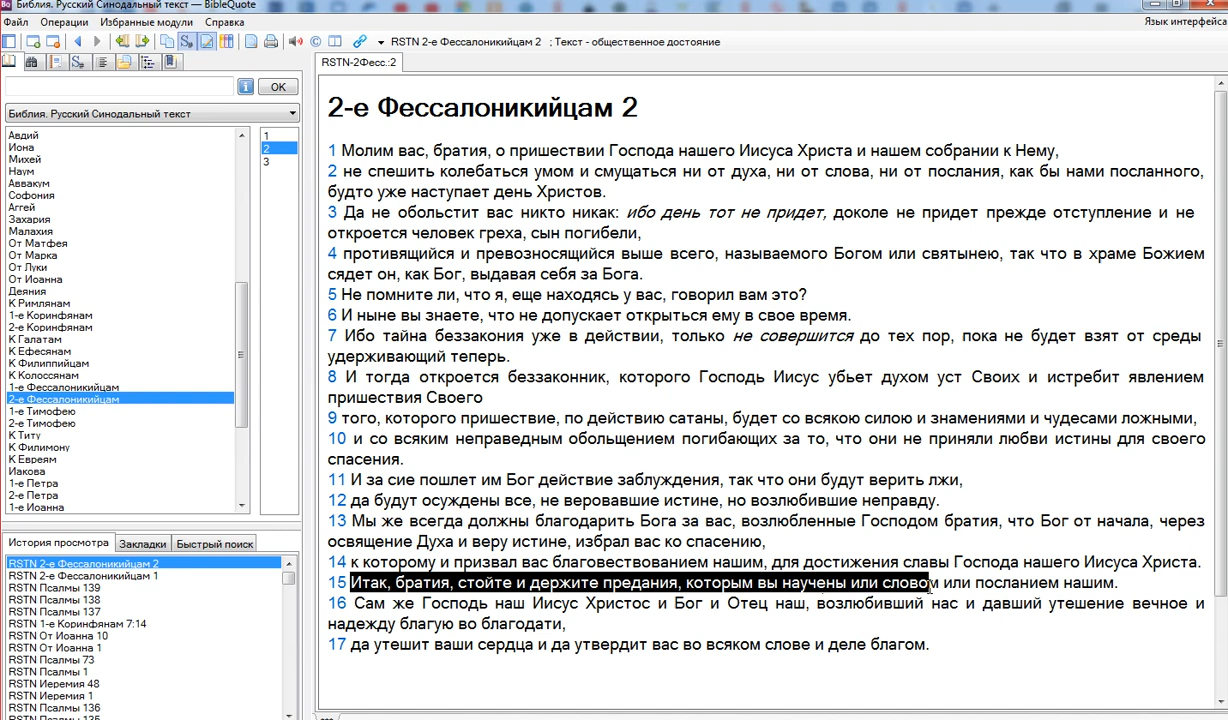 Библия. Русский Синодальный текст — BibleQuote
Файл Операции Избранные модули Справка
Язык интерфейса
RSTN 2-е Фессалоникийцам 2 ; Текст - общественное достояние
RSTN-2Фесс.:2
OK
Библия. Русский Синодальный текст
Авдий
Иона
Михей
Наум
Аввакум
Софония
Аггей
Захария
Малахия
От Матфея
От Марка
От Луки
От Иоанна
Деяния
К Римлянам
1-е Коринфянам
2-е Коринфянам
К Галатам
К Ефесянам
К Филиппийцам
К Колоссянам
1-е Фессалоникийцам
2-е Фессалоникийцам
1-е Тимофею
2-е Тимофею
К Титу
К Филимону
К Евреям
Иакова
1-е Петра
2-е Петра
1-е Иоанна
1
2
3
История просмотра Закладки Быстрый поиск
RSTN 2-е Фессалоникийцам 2
RSTN 2-е Фессалоникийцам 1
RSTN Псалмы 139
RSTN Псалмы 138
RSTN Псалмы 137
RSTN 1-е Коринфянам 7:14
RSTN От Иоанна 10
RSTN От Иоанна 1
RSTN Псалмы 73
RSTN Псалмы 1
RSTN Иеремия 48
RSTN Иеремия 1
RSTN Псалмы 136
RSTN Псалмы 135
2-е Фессалоникийцам 2
1 Молим вас, братия, о пришествии Господа нашего Иисуса Христа и нашем собрании к Нему,
2 не спешить колебаться умом и смущаться ни от духа, ни от слова, ни от послания, как бы нами посланного,
будто уже наступает день Христов.
3 Да не обольстит вас никто никак: ибо день тот не придет, доколе не придет прежде отступление и не
откроется человек греха, сын погибели,
4 противящийся и превозносящийся выше всего, называемого Богом или святынею, так что в храме Божием
сядет он, как Бог, выдавая себя за Бога.
5 Не помните ли, что я, еще находясь у вас, говорил вам это?
6 И ныне вы знаете, что не допускает открыться ему в свое время.
7 Ибо тайна беззакония уже в действии, только не совершится до тех пор, пока не будет взят от среды
удерживающий теперь.
8 И тогда откроется беззаконник, которого Господь Иисус убьет духом уст Своих и истребит явлением
пришествия Своего
9 того, которого пришествие, по действию сатаны, будет со всякою силою и знамениями и чудесами ложными,
10 и со всяким неправедным обольщением погибающих за то, что они не приняли любви истины для своего
спасения.
11 И за сие пошлет им Бог действие заблуждения, так что они будут верить лжи,
12 да будут осуждены все, не веровавшие истине, но возлюбившие неправду.
13 Мы же всегда должны благодарить Бога за вас, возлюбленные Господом братия, что Бог от начала, через
освящение Духа и веру истине, избрал вас ко спасению,
14 к которому и призвал вас благовествованием нашим, для достижения славы Господа нашего Иисуса Христа.
15 Итак, братия, стойте и держите предания, которым вы научены или словом или посланием нашим.
16 Сам же Господь наш Иисус Христос и Бог и Отец наш, возлюбивший нас и давший утешение вечное и
надежду благую во благодати,
17 да утешит ваши сердца и да утвердит вас во всяком слове и деле благом.